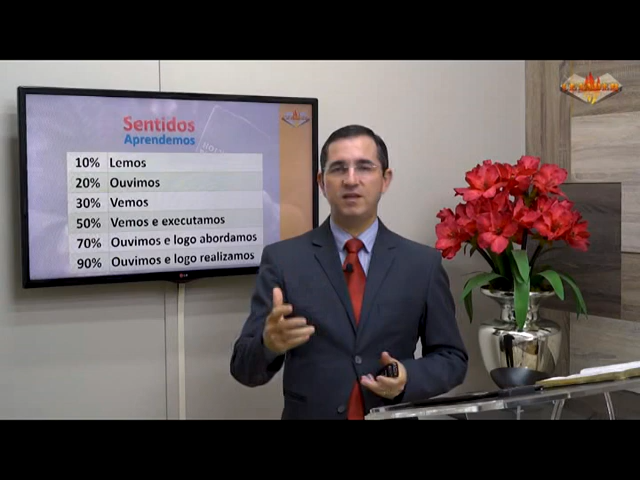 Sentidos
Aprendemos
10% Lemos
20% Ouvimos
30% Vemos
50% Vemos e executamos
70% Ouvimos e logo abordamos
90% Ouvimos e logo realizamos
LG